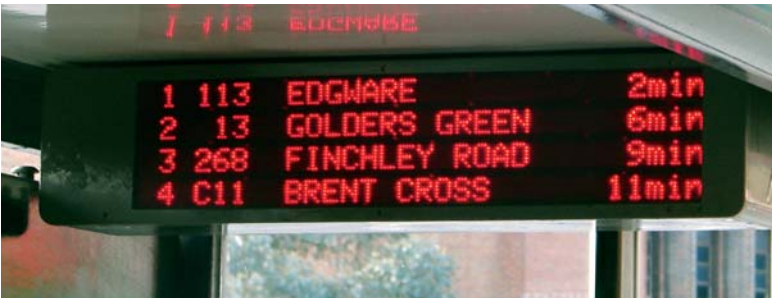 1 113 EDGWARE 2min
2 13 GOLDERS GREEN 6min
3 268 FINCHLEY ROAD 9min
4 C11 BRENT CROSS 11min